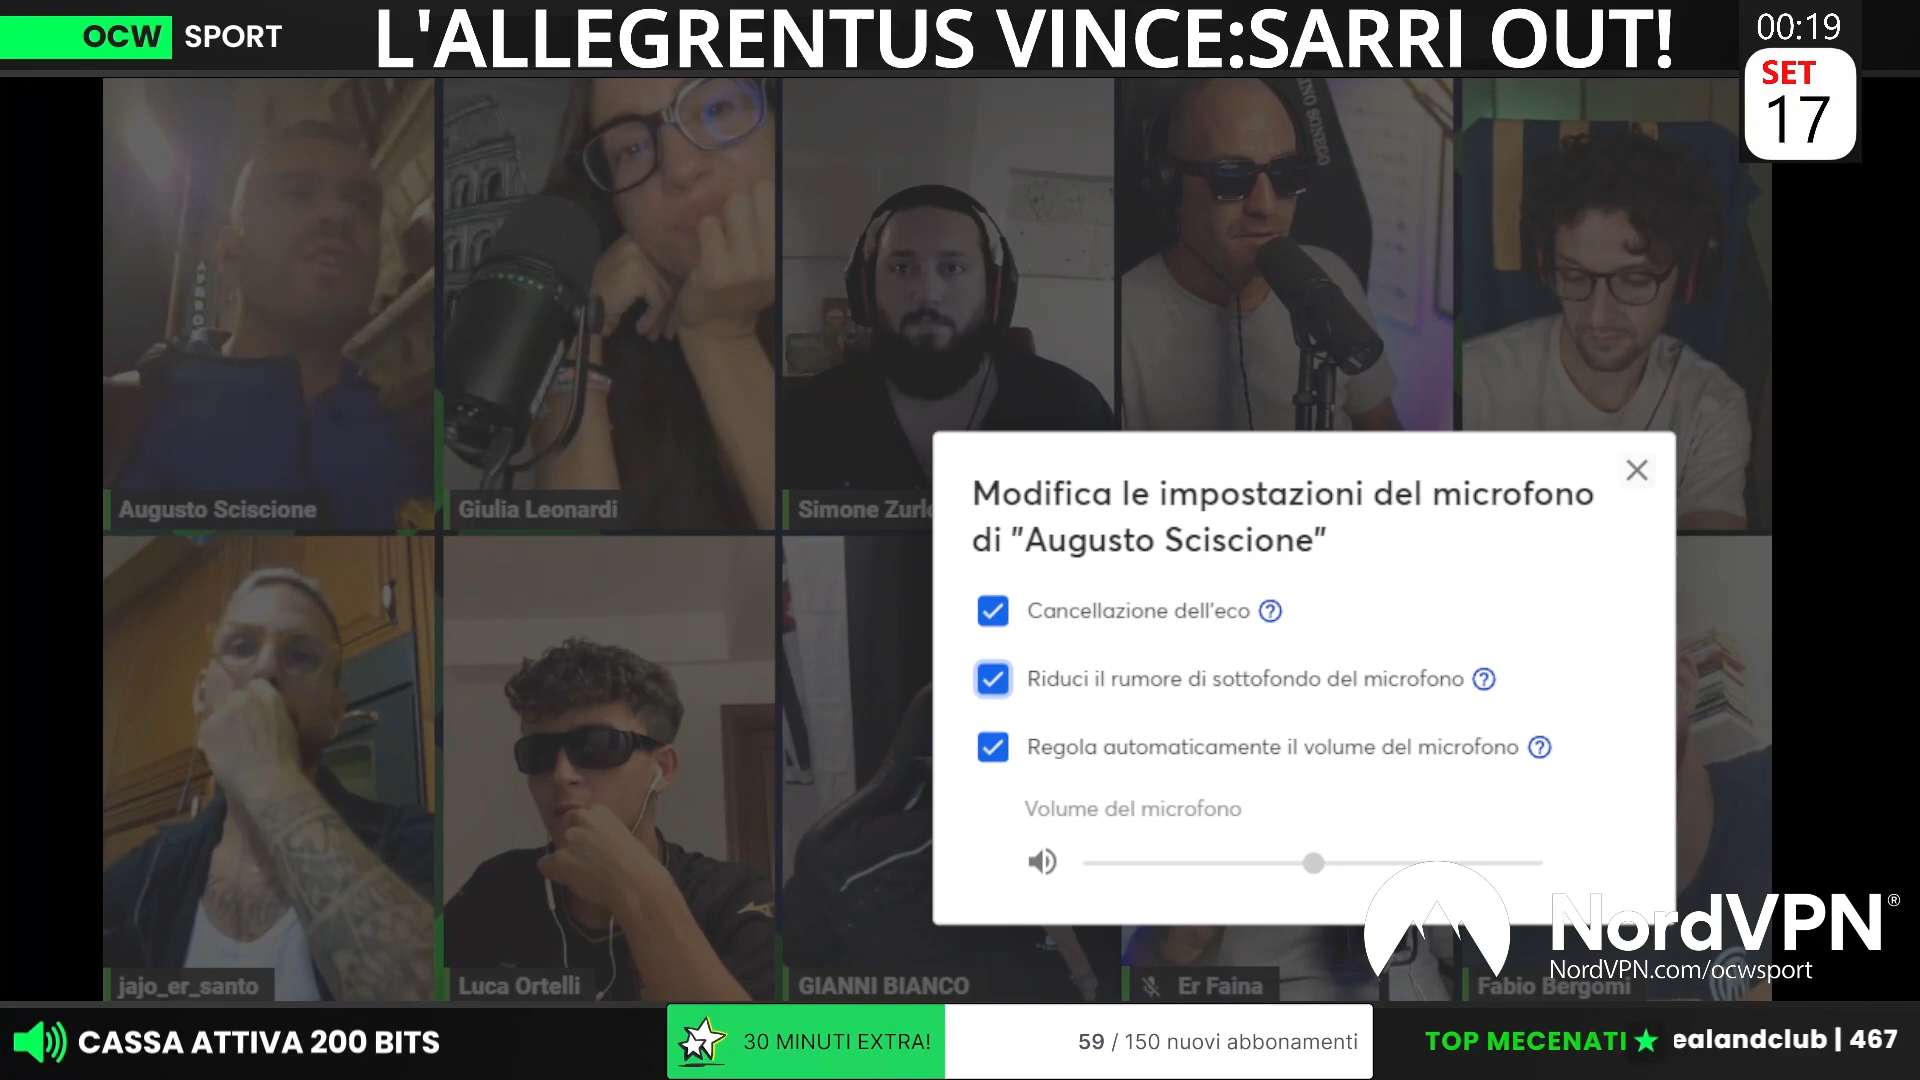 OCW SPORT
L'ALLEGRENTUS VINCE:SARRI OUT!
00:19
SET
17
Augusto Sciscione
Giulia Leonardi
Modifica le impostazioni del microfono
di "Augusto Sciscione"
Cancellazione dell'eco
Riduci il rumore di sottofondo del microfono
Regola automaticamente il volume del microfono
Volume del microfono
jajo_er_santo
Luca Ortelli
GIANNI BIANCO
Er Faina
Fabio Bergomi
NordVPN®
NordVPN.com/ocwsport
CASSA ATTIVA 200 BITS
30 MINUTI EXTRA!
59 / 150 nuovi abbonamenti
TOP MECENATI
ealandclub | 467